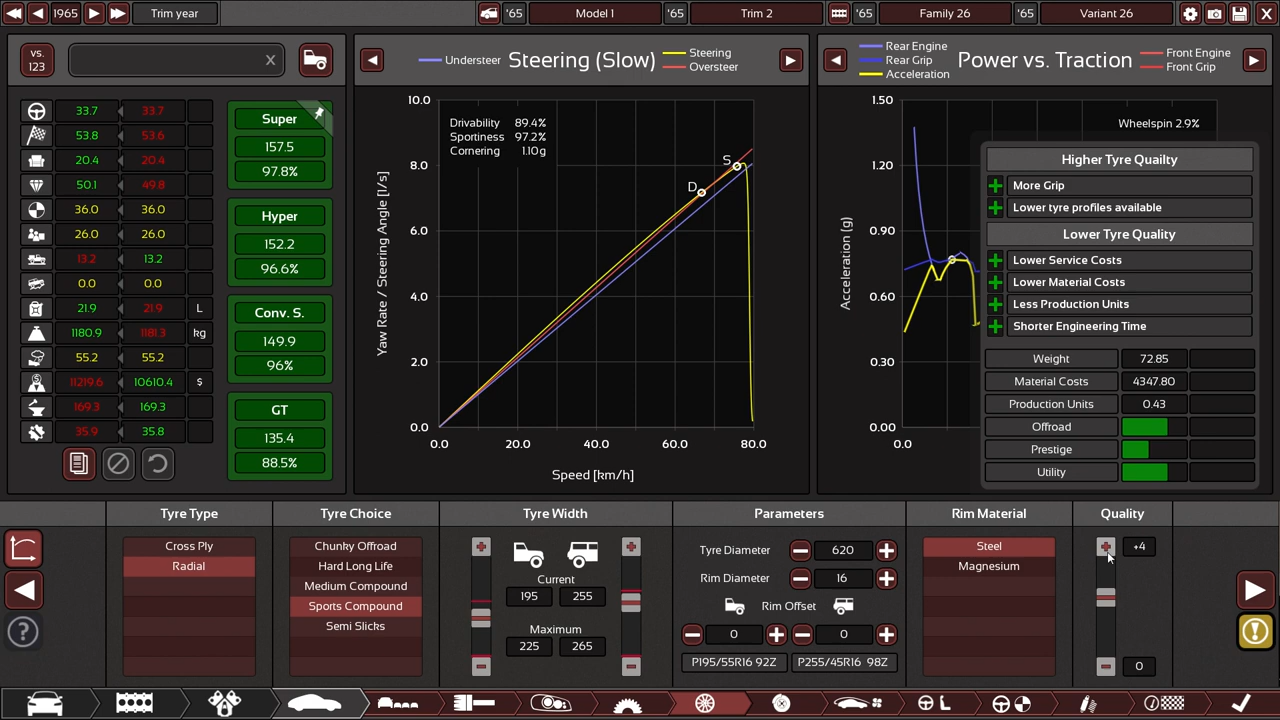 1965
Trim year
'65
Model 1
'65
Trim 2
'65
Family 26
'65
Variant 26
vs.
123
x
33.7 33.7
53.8 53.6
20.4 20.4
50.1 49.8
36.0 36.0
26.0 26.0
13.2 13.2
0.0 0.0
21.9 21.9 L
1180.9 1181.3 kg
55.2 55.2
11219.6 10610.4 $
169.3 169.3
35.9 35.8
Super
157.5
97.8%
Hyper
152.2
96.6%
Conv. S.
149.9
96%
GT
135.4
88.5%
Understeer
Steering (Slow)
Steering
Oversteer
Drivability 89.4%
Sportiness 97.2%
Cornering 1.10g
10.0
8.0
6.0
4.0
2.0
0.0
Yaw Rate / Steering Angle [1/s]
D
S
0.0 20.0 40.0 60.0 80.0
Speed [km/h]
Rear Engine
Rear Grip
Acceleration
Power vs. Traction
Front Engine
Front Grip
Wheelspin 2.9%
1.50
1.20
0.90
0.60
0.30
0.00
Acceleration [g]
0.0
Higher Tyre Quality
More Grip
Lower tyre profiles available
Lower Tyre Quality
Lower Service Costs
Lower Material Costs
Less Production Units
Shorter Engineering Time
Weight 72.85
Material Costs 4347.80
Production Units 0.43
Offroad
Prestige
Utility
Tyre Type
Cross Ply
Radial
Tyre Choice
Chunky Offroad
Hard Long Life
Medium Compound
Sports Compound
Semi Slicks
Tyre Width
Current
195 255
Maximum
225 265
Parameters
Tyre Diameter 620
Rim Diameter 16
Rim Offset
0 0
P195/55R16 92Z P255/45R16 98Z
Rim Material
Steel
Magnesium
Quality
+4
0
?